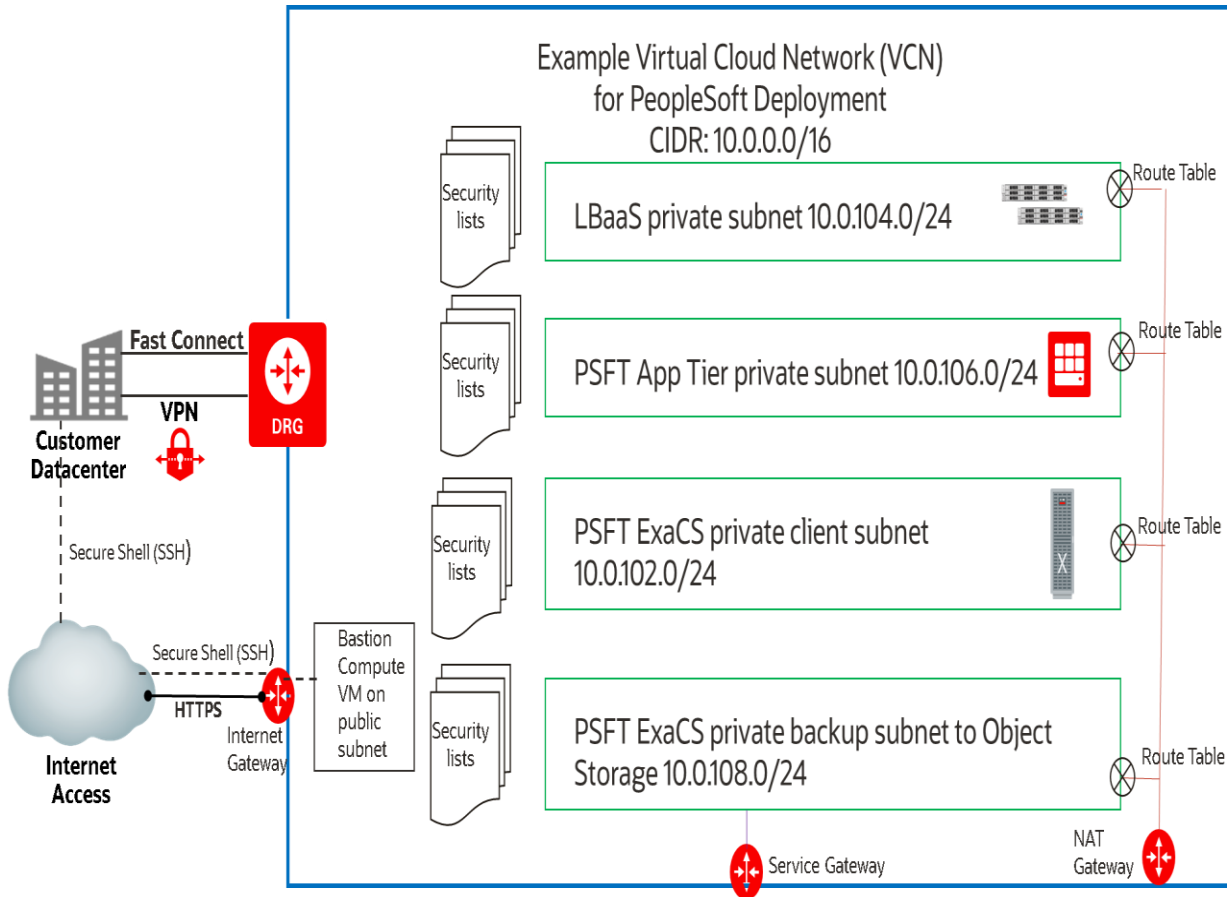 Example Virtual Cloud Network (VCN)
for PeopleSoft Deployment
CIDR: 10.0.0.0/16
Security
lists
LBaaS private subnet 10.0.104.0/24
Route Table
Security
lists
PSFT App Tier private subnet 10.0.106.0/24
Route Table
Fast Connect
VPN
DRG
Customer
Datacenter
Security
lists
PSFT ExaCS private client subnet
10.0.102.0/24
X
Route Table
Secure Shell (SSH)
Secure Shell (SSH)
HTTPS
Internet
Gateway
Internet
Access
Bastion
Compute
VM on
public
subnet
Security
lists
PSFT ExaCS private backup subnet to Object
Storage 10.0.108.0/24
Route Table
Service Gateway
NAT
Gateway